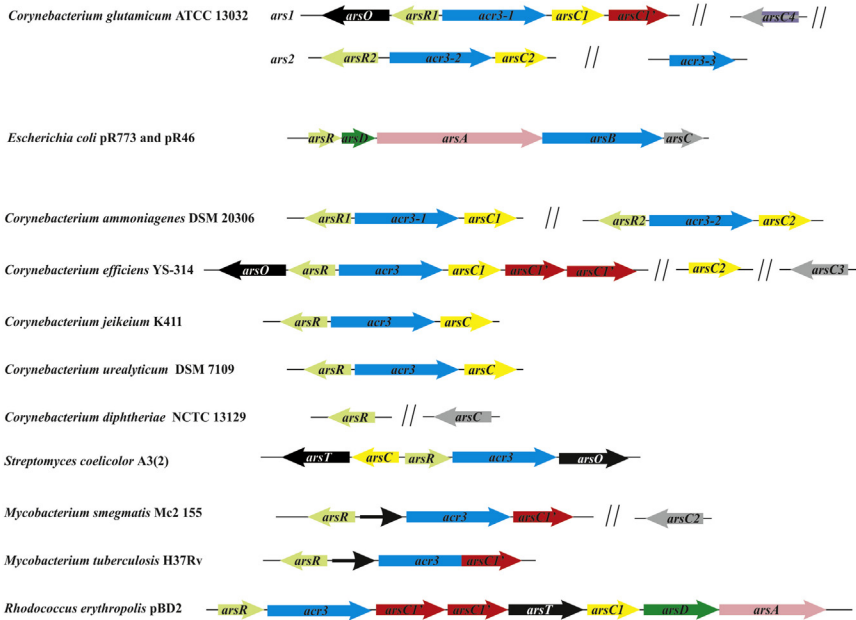 Corynebacterium glutamicum ATCC 13032 ars1 arsO arsR1 acr3-1 arsC1 arsC1' // arsC4 //
ars2 arsR2 acr3-2 arsC2 // acr3-3
Escherichia coli pR773 and pR46 arsR arsD arsA arsB arsC
Corynebacterium ammoniagenes DSM 20306 arsR1 acr3-1 arsC1 // arsR2 acr3-2 arsC2
Corynebacterium efficiens YS-314 arsO arsR acr3 arsC1 arsC1' arsC1' // arsC2 // arsC3
Corynebacterium jeikeium K411 arsR acr3 arsC
Corynebacterium urealyticum DSM 7109 arsR acr3 arsC
Corynebacterium diphtheriae NCTC 13129 arsR // arsC
Streptomyces coelicolor A3(2) arsT arsC arsR acr3 arsO
Mycobacterium smegmatis Mc2 155 arsR acr3 arsC1' // arsC2
Mycobacterium tuberculosis H37Rv arsR acr3 arsC1'
Rhodococcus erythropolis pBD2 arsR acr3 arsC1' arsC1' arsT arsC1 arsD arsA